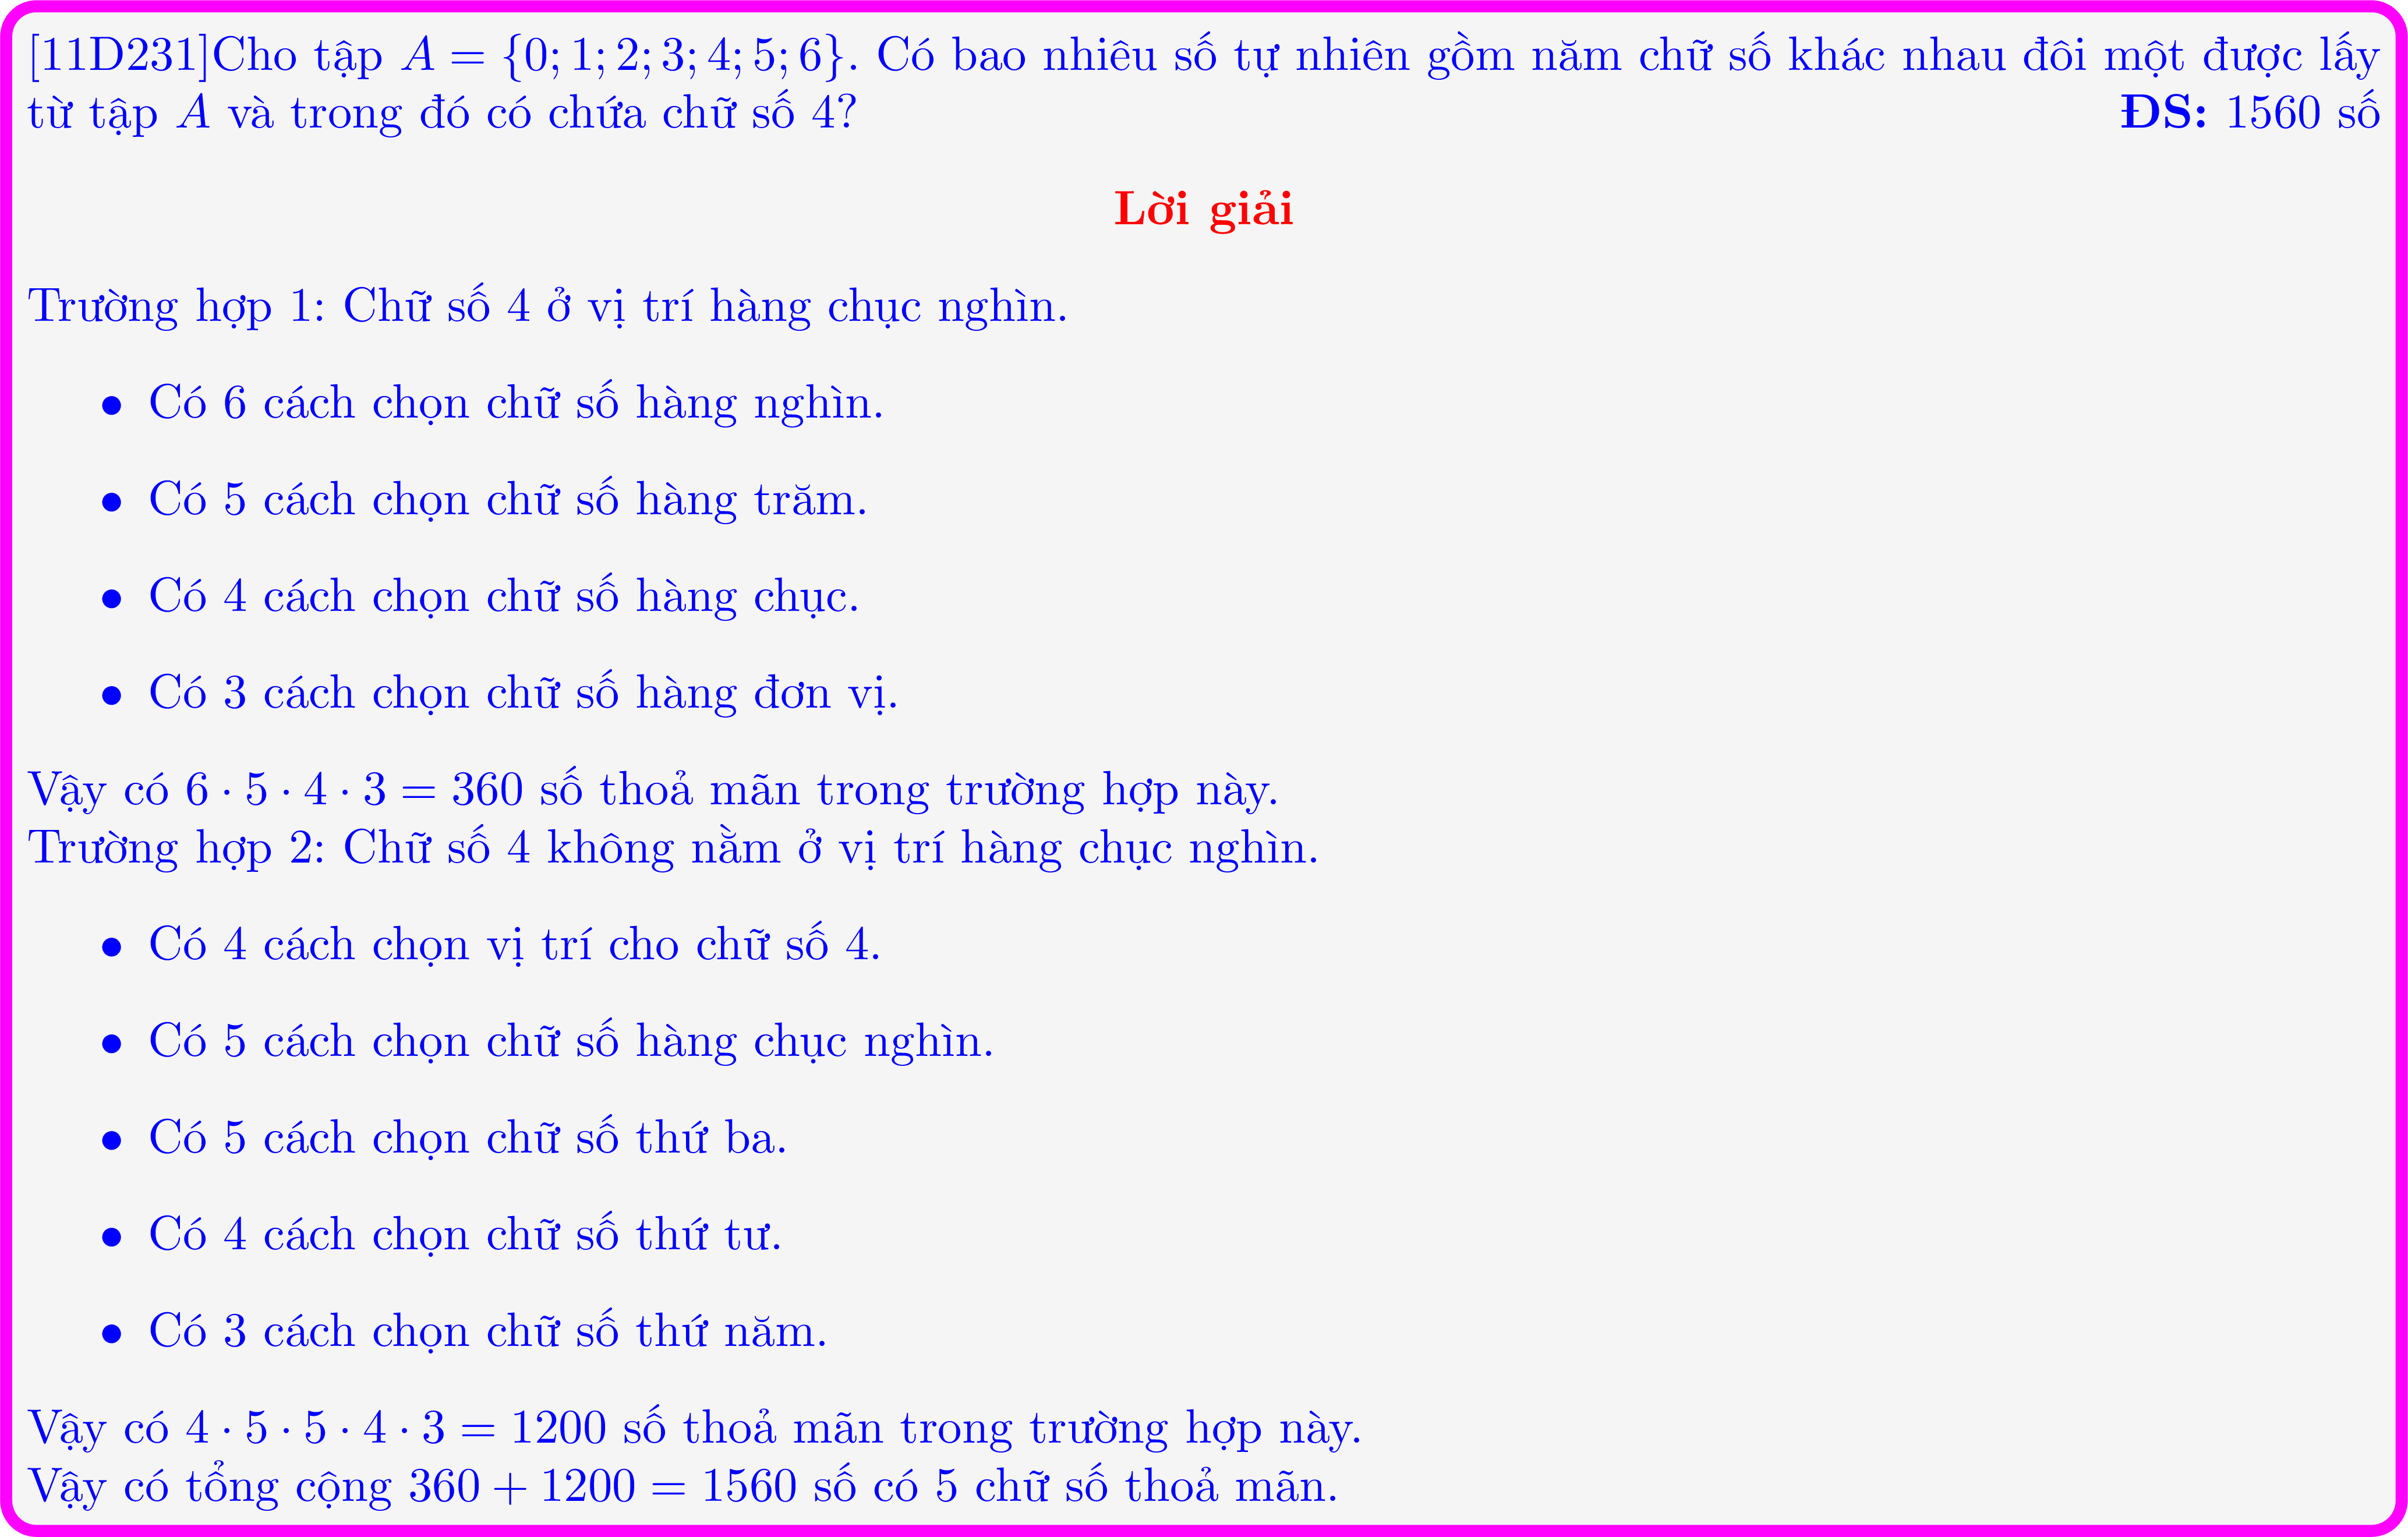 [11D231]Cho tập A = {0; 1; 2; 3; 4; 5; 6}. Có bao nhiêu số tự nhiên gồm năm chữ số khác nhau đôi một được lấy
từ tập A và trong đó có chứa chữ số 4? ĐS: 1560 số
Lời giải
Trường hợp 1: Chữ số 4 ở vị trí hàng chục nghìn.
• Có 6 cách chọn chữ số hàng nghìn.
• Có 5 cách chọn chữ số hàng trăm.
• Có 4 cách chọn chữ số hàng chục.
• Có 3 cách chọn chữ số hàng đơn vị.
Vậy có 6 · 5 · 4 · 3 = 360 số thoả mãn trong trường hợp này.
Trường hợp 2: Chữ số 4 không nằm ở vị trí hàng chục nghìn.
• Có 4 cách chọn vị trí cho chữ số 4.
• Có 5 cách chọn chữ số hàng chục nghìn.
• Có 5 cách chọn chữ số thứ ba.
• Có 4 cách chọn chữ số thứ tư.
• Có 3 cách chọn chữ số thứ năm.
Vậy có 4 · 5 · 5 · 4 · 3 = 1200 số thoả mãn trong trường hợp này.
Vậy có tổng cộng 360 + 1200 = 1560 số có 5 chữ số thoả mãn.